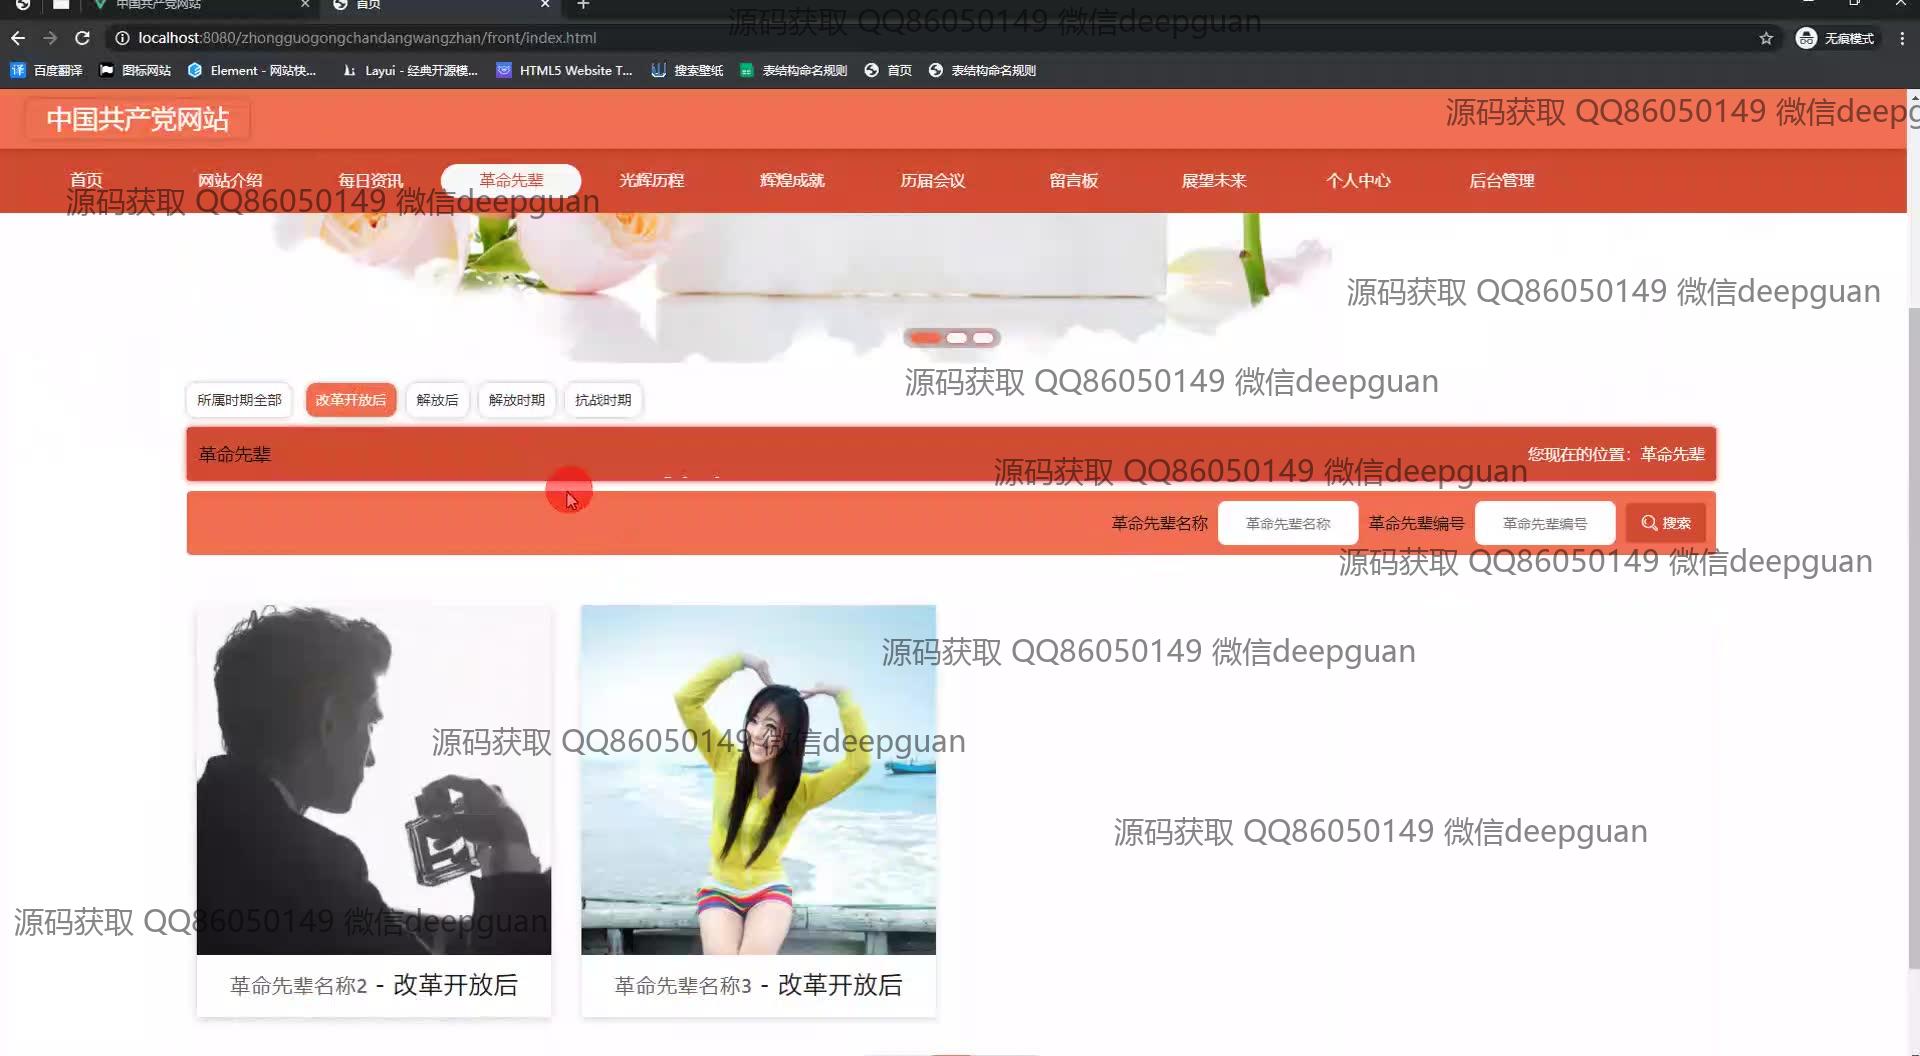 中国共产党网站
首页
源码获取 QQ86050149 微信deepguan
localhost:8080/zhongguogongchandangwangzhan/front/index.html
无痕模式
百度翻译
图标网站
Element - 网站快...
Layui - 经典开源模...
HTML5 Website T...
搜索壁纸
表结构命名规则
首页
表结构命名规则
中国共产党网站
源码获取 QQ86050149 微信deepg
首页
网站介绍
每日资讯
革命先辈
光辉历程
辉煌成就
历届会议
留言板
展望未来
个人中心
后台管理
源码获取 QQ86050149 微信deepguan
源码获取 QQ86050149 微信deepguan
源码获取 QQ86050149 微信deepguan
所属时期全部
改革开放后
解放后
解放时期
抗战时期
革命先辈
您现在的位置：革命先辈
源码获取 QQ86050149 微信deepguan
革命先辈名称
革命先辈名称
革命先辈编号
革命先辈编号
搜索
源码获取 QQ86050149 微信deepguan
源码获取 QQ86050149 微信deepguan
源码获取 QQ86050149 微信deepguan
源码获取 QQ86050149 微信deepguan
源码获取 QQ86050149 微信deepguan
革命先辈名称2 - 改革开放后
革命先辈名称3 - 改革开放后